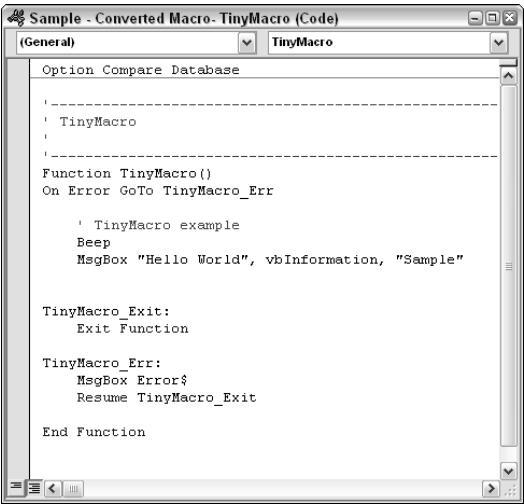 Sample - Converted Macro- TinyMacro (Code)
(General) TinyMacro
Option Compare Database
'------------------------------------------------------------
' TinyMacro
'
'------------------------------------------------------------
Function TinyMacro()
On Error GoTo TinyMacro_Err
' TinyMacro example
Beep
MsgBox "Hello World", vbInformation, "Sample"
TinyMacro_Exit:
Exit Function
TinyMacro_Err:
MsgBox Error$
Resume TinyMacro_Exit
End Function